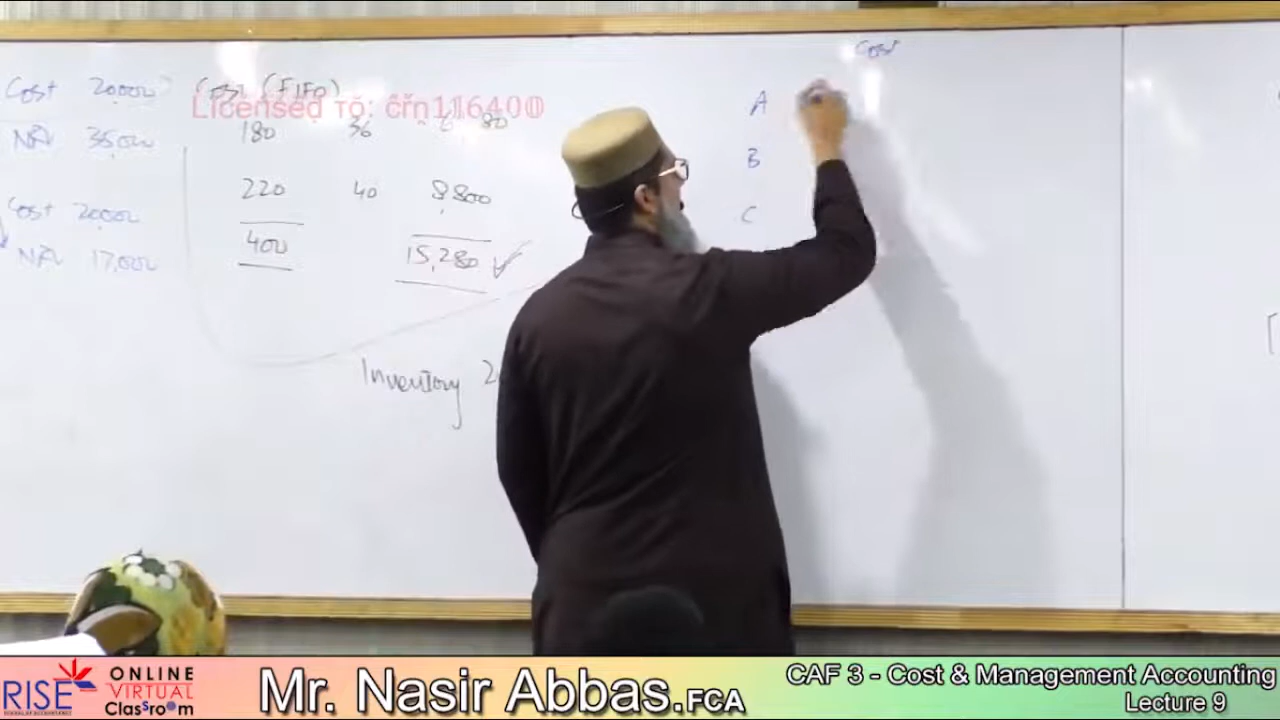 Cost 20,000
Cost (FIFO)
Licensed to: crn116400
180 36 6 80
NRV 35,000
220 40 8,800
Cost 20,000
400 15,280 ✓
NRV 17,000
Inventory
Cost
A
B
C
RISE
ONLINE
VIRTUAL
Classroom
Mr. Nasir Abbas.FCA
CAF 3 - Cost & Management Accounting
Lecture 9